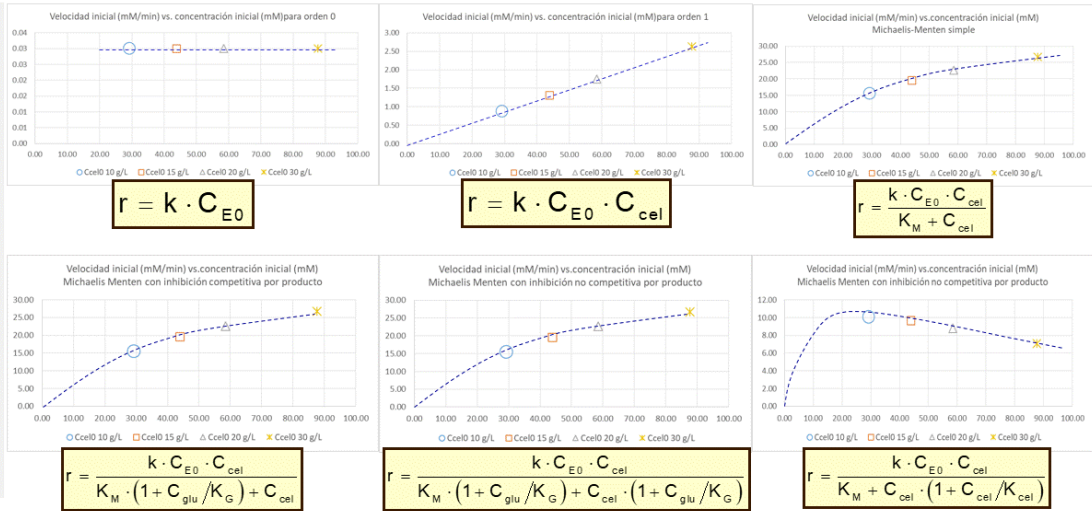 Velocidad inicial (mM/min) vs. concentración inicial (mM)para orden 0
0.04
0.03
0.03
0.02
0.02
0.01
0.01
0.00
0.00 10.00 20.00 30.00 40.00 50.00 60.00 70.00 80.00 90.00 100.00
Ccel0 10 g/L Ccel0 15 g/L Ccel0 20 g/L Ccel0 30 g/L
r = k · C_E0
Velocidad inicial (mM/min) vs. concentración inicial (mM)para orden 1
3.00
2.50
2.00
1.50
1.00
0.50
0.00
0.00 10.00 20.00 30.00 40.00 50.00 60.00 70.00 80.00 90.00 100.00
Ccel0 10 g/L Ccel0 15 g/L Ccel0 20 g/L Ccel0 30 g/L
r = k · C_E0 · C_cel
Velocidad inicial (mM/min) vs.concentración inicial (mM)
Michaelis-Menten simple
30.00
25.00
20.00
15.00
10.00
5.00
0.00
0.00 10.00 20.00 30.00 40.00 50.00 60.00 70.00 80.00 90.00 100.00
Ccel0 10 g/L Ccel0 15 g/L Ccel0 20 g/L Ccel0 30 g/L
r = k · C_E0 · C_cel / K_M + C_cel
Velocidad inicial (mM/min) vs.concentración inicial (mM)
Michaelis Menten con inhibición competitiva por producto
30.00
25.00
20.00
15.00
10.00
5.00
0.00
0.00 10.00 20.00 30.00 40.00 50.00 60.00 70.00 80.00 90.00 100.00
Ccel0 10 g/L Ccel0 15 g/L Ccel0 20 g/L Ccel0 30 g/L
r = k · C_E0 · C_cel / K_M · (1 + C_glu/K_G) + C_cel
Velocidad inicial (mM/min) vs.concentración inicial (mM)
Michaelis Menten con inhibición no competitiva por producto
30.00
25.00
20.00
15.00
10.00
5.00
0.00
0.00 10.00 20.00 30.00 40.00 50.00 60.00 70.00 80.00 90.00 100.00
Ccel0 10 g/L Ccel0 15 g/L Ccel0 20 g/L Ccel0 30 g/L
r = k · C_E0 · C_cel / K_M · (1 + C_glu/K_G) + C_cel · (1 + C_glu/K_G)
Velocidad inicial (mM/min) vs.concentración inicial (mM)
Michaelis Menten con inhibición no competitiva por producto
12.00
10.00
8.00
6.00
4.00
2.00
0.00
0.00 10.00 20.00 30.00 40.00 50.00 60.00 70.00 80.00 90.00 100.00
Ccel0 10 g/L Ccel0 15 g/L Ccel0 20 g/L Ccel0 30 g/L
r = k · C_E0 · C_cel / K_M + C_cel · (1 + C_cel/K_cel)